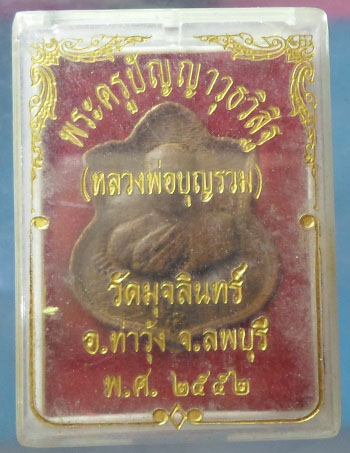 พระครูปัญญาวุธวิสิฐ
(หลวงพ่อบุญรวม)
วัดมุจลินทร์
อ.ท่าวุ้ง จ.ลพบุรี
พ.ศ. ๒๕๕๒